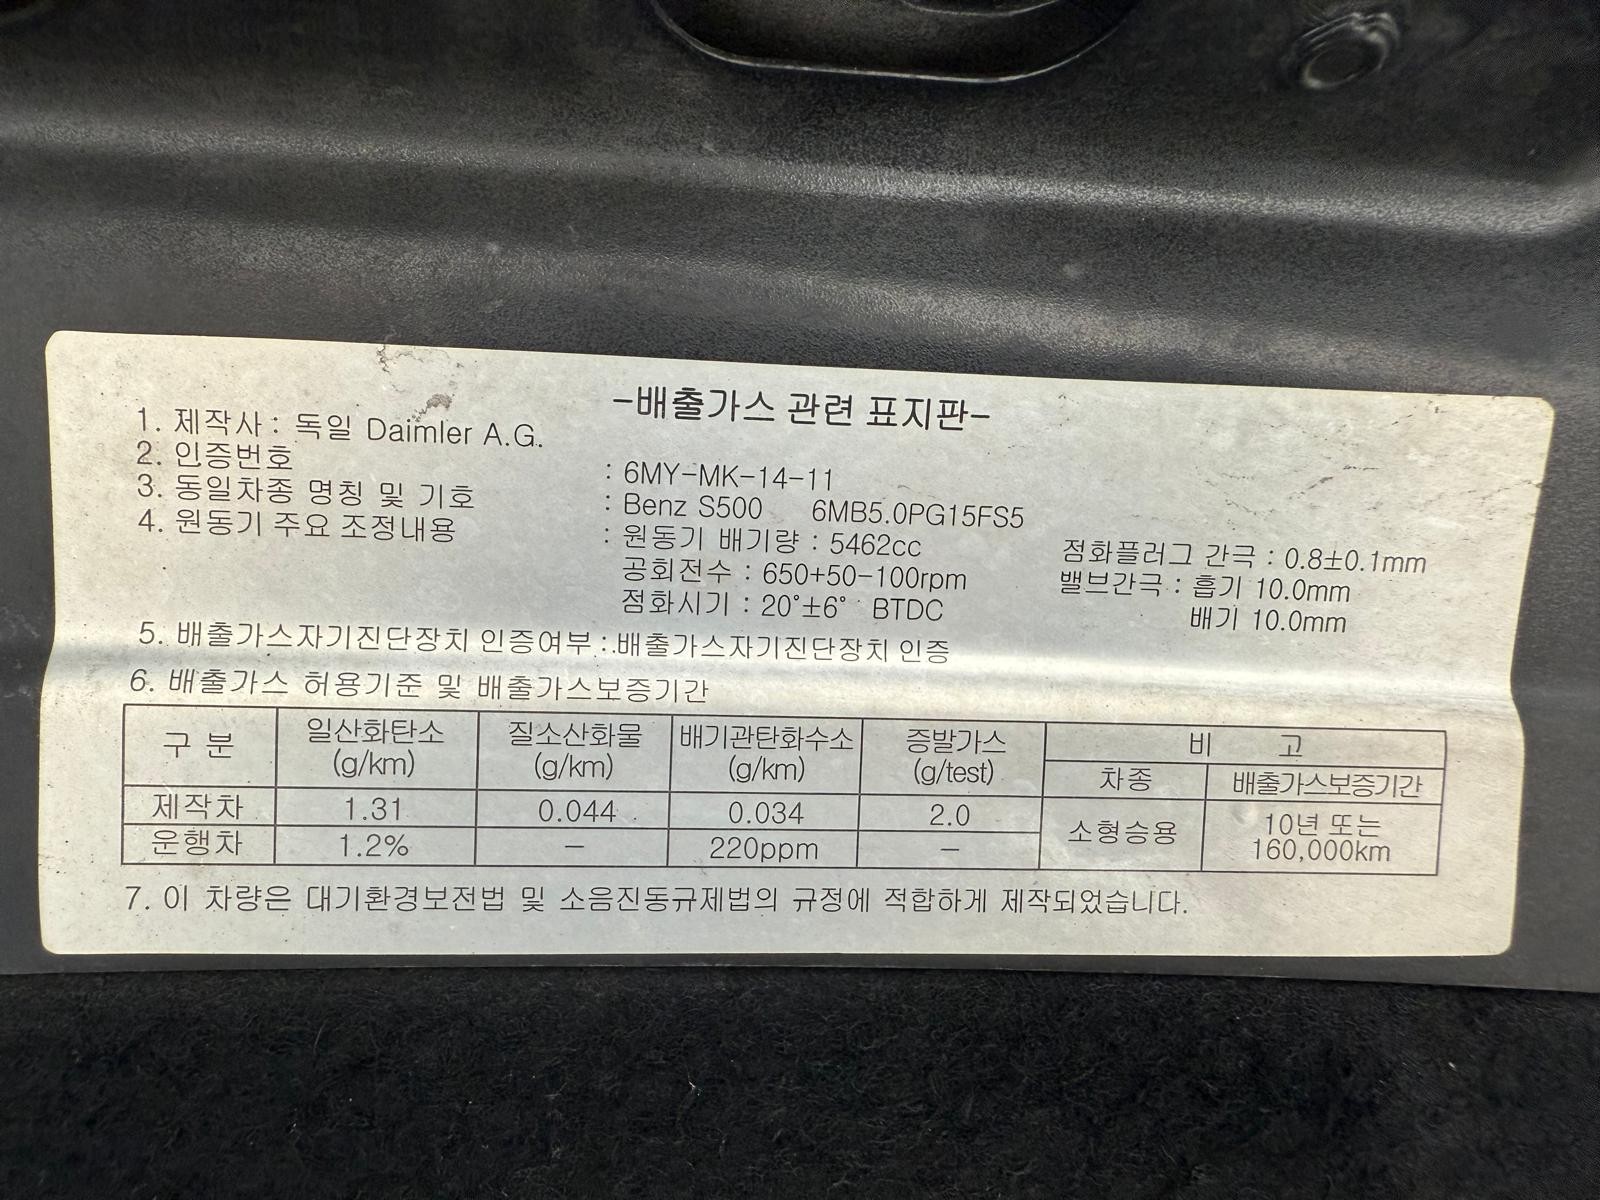 -배출가스 관련 표지판-
1. 제작사 : 독일 Daimler A.G.
2. 인증번호 : 6MY-MK-14-11
3. 동일차종 명칭 및 기호 : Benz S500 6MB5.0PG15FS5
4. 원동기 주요 조정내용 : 원동기 배기량 : 5462cc 점화플러그 간극 : 0.8±0.1mm
공회전수 : 650+50-100rpm 밸브간극 : 흡기 10.0mm
점화시기 : 20°±6° BTDC 배기 10.0mm
5. 배출가스자기진단장치 인증여부 : 배출가스자기진단장치 인증
6. 배출가스 허용기준 및 배출가스보증기간
구 분 일산화탄소 (g/km) 질소산화물 (g/km) 배기관탄화수소 (g/km) 증발가스 (g/test) 비 고
차종 배출가스보증기간
제작차 1.31 0.044 0.034 2.0 소형승용 10년 또는 160,000km
운행차 1.2% - 220ppm -
7. 이 차량은 대기환경보전법 및 소음진동규제법의 규정에 적합하게 제작되었습니다.